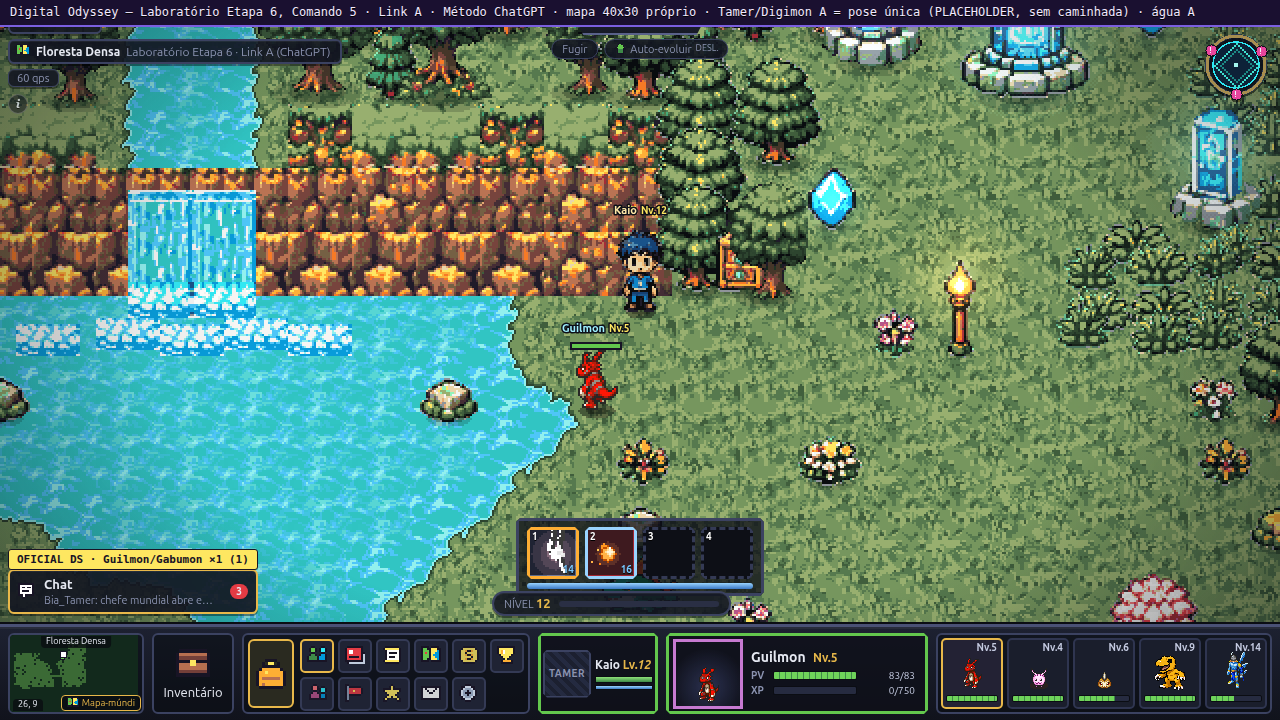 Digital Odyssey — Laboratório Etapa 6, Comando 5 · Link A · Método ChatGPT · mapa 40x30 próprio · Tamer/Digimon A = pose única (PLACEHOLDER, sem caminhada) · água A
Floresta Densa Laboratório Etapa 6 · Link A (ChatGPT)
Fugir
Auto-evoluir DESL.
60 qps
i
Kaio Nv.12
Guilmon Nv.5
OFICIAL DS · Guilmon/Gabumon ×1 (1)
Chat
Bia_Tamer: chefe mundial abre e...
3
1
14
2
16
3
4
NÍVEL 12
Floresta Densa
26, 9
Mapa-múndi
Inventário
TAMER
Kaio Lv.12
Guilmon Nv.5
PV 83/83
XP 0/750
Nv.5
Nv.4
Nv.6
Nv.9
Nv.14